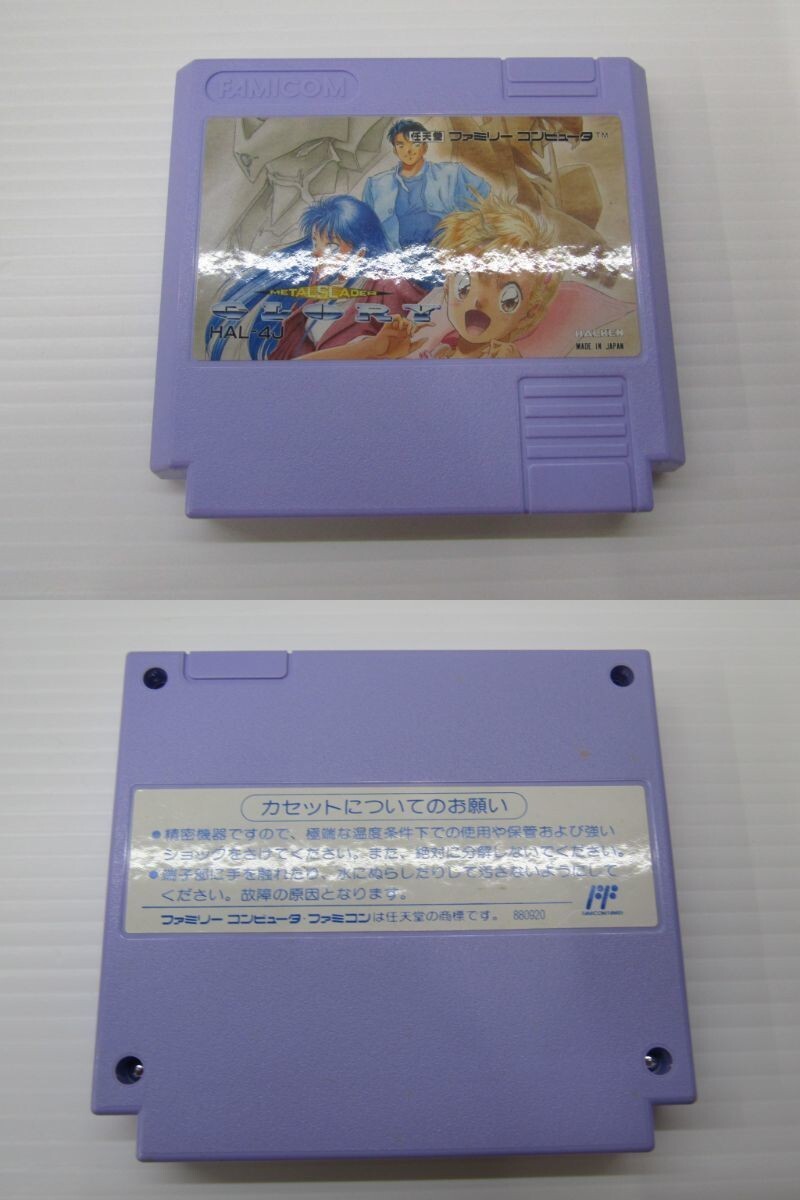 FAMICOM
任天堂 ファミリー コンピュータ™
METAL SLADER
GLORY
HAL-4J
HALKEN
MADE IN JAPAN
カセットについてのお願い
●精密機器ですので、極端な温度条件下での使用や保管および強い
ショックをさけてください。また、絶対に分解しないでください。
●端子部に手を触れたり、水にぬらしたりして汚さないようにして
ください。故障の原因となります。
ファミリー コンピュータ・ファミコンは任天堂の商標です。 880920
FF
FAMICOM FAMILY